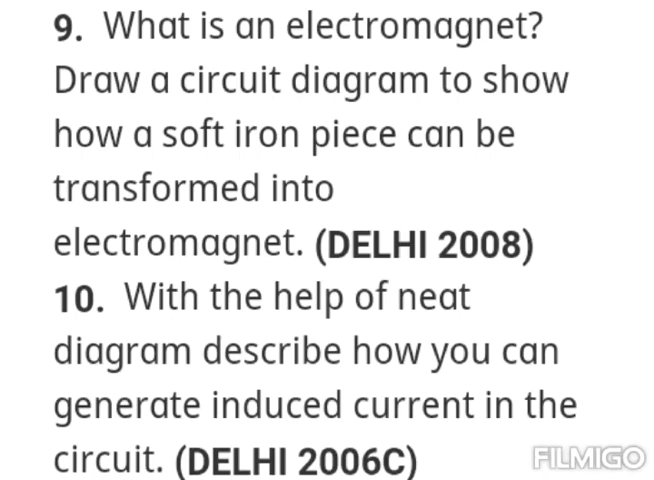 9. What is an electromagnet?
Draw a circuit diagram to show
how a soft iron piece can be
transformed into
electromagnet. (DELHI 2008)
10. With the help of neat
diagram describe how you can
generate induced current in the
circuit. (DELHI 2006C)
FILMIGO